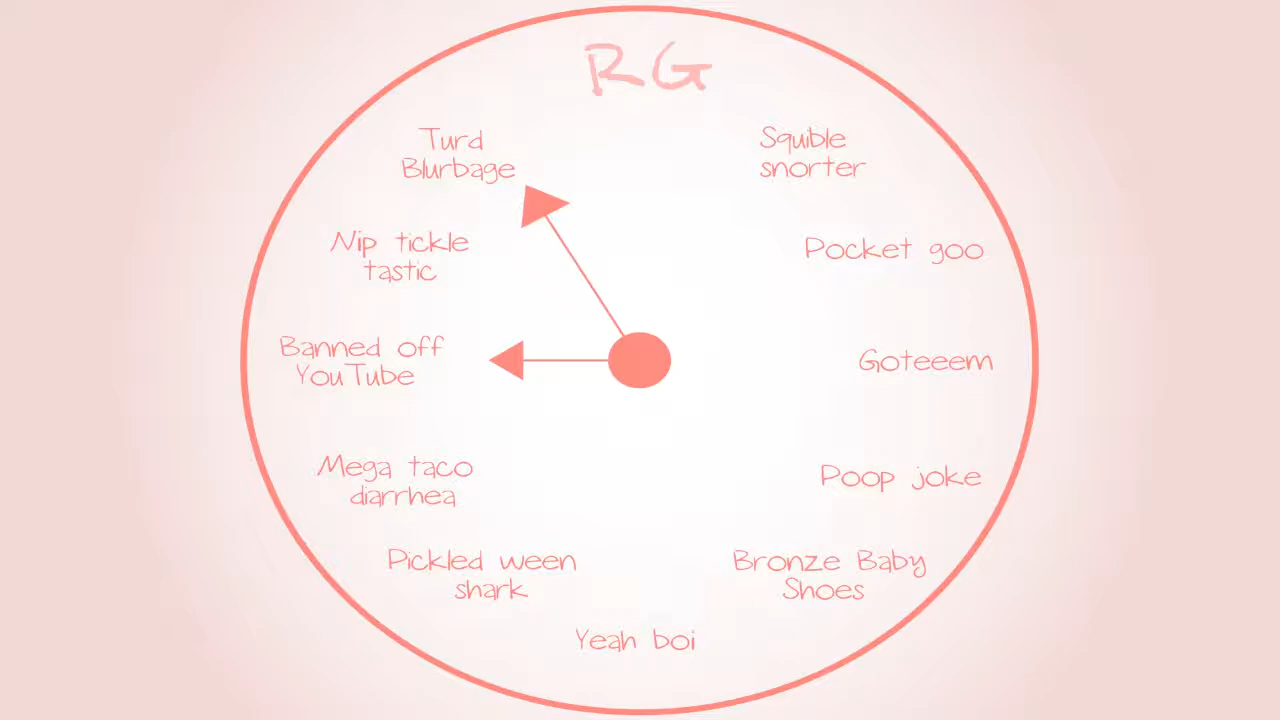 RG
Turd
Blurbage
Squible
snorter
Nip tickle
tastic
Pocket goo
Banned off
YouTube
Goteeem
Mega taco
diarrhea
Poop joke
Pickled ween
shark
Bronze Baby
Shoes
Yeah boi